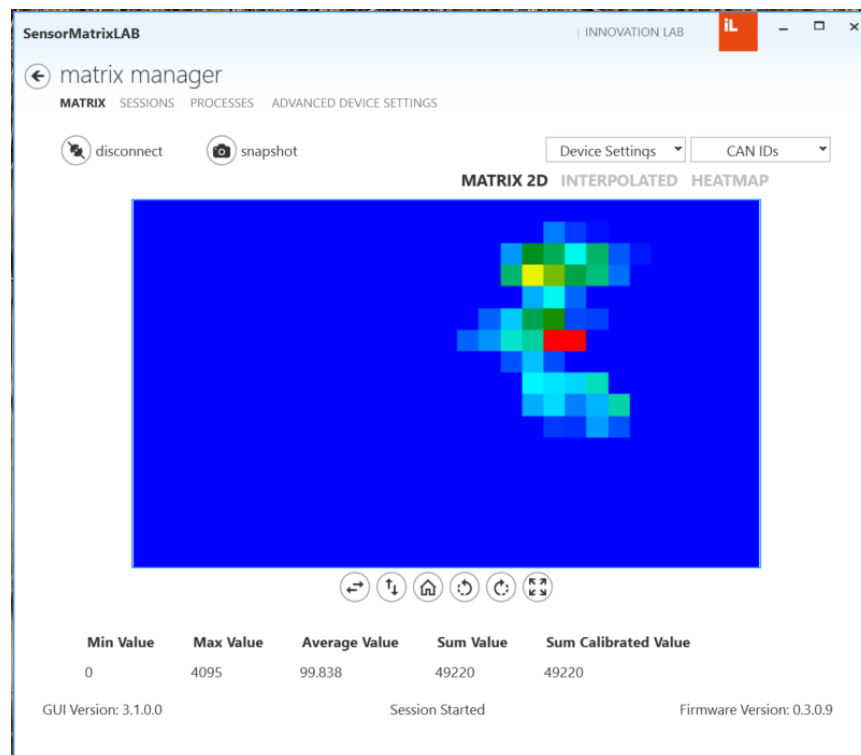 SensorMatrixLAB
| INNOVATION LAB
iL
matrix manager
MATRIX SESSIONS PROCESSES ADVANCED DEVICE SETTINGS
disconnect snapshot Device Settings CAN IDs
MATRIX 2D INTERPOLATED HEATMAP
Min Value Max Value Average Value Sum Value Sum Calibrated Value
0 4095 99.838 49220 49220
GUI Version: 3.1.0.0 Session Started Firmware Version: 0.3.0.9